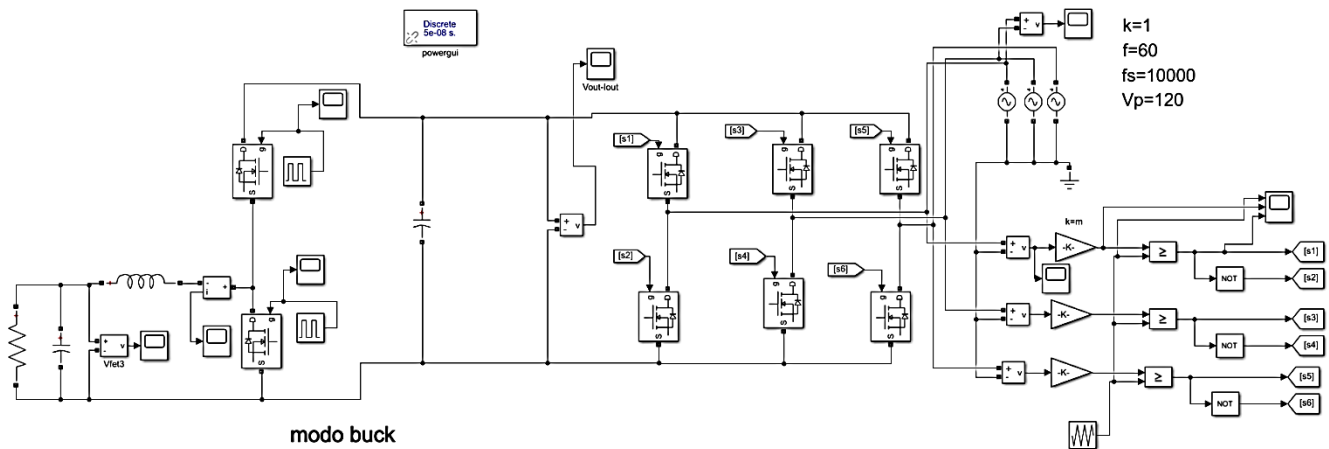 Discrete
5e-08 s.
powergui
k=1
f=60
fs=10000
Vp=120
Vout-Iout
[s1]
[s3]
[s5]
g
D
S
g
D
S
g
D
S
g
D
S
+
-
v
+
-
v
[s2]
[s4]
[s6]
g
D
S
g
D
S
g
D
S
k=m
+
-
v
-K-
≥
[s1]
NOT
[s2]
-
i
+
g
D
S
+
-
v
-K-
≥
[s3]
NOT
[s4]
+
-
v
Vfet3
+
-
v
-K-
≥
[s5]
NOT
[s6]
modo buck